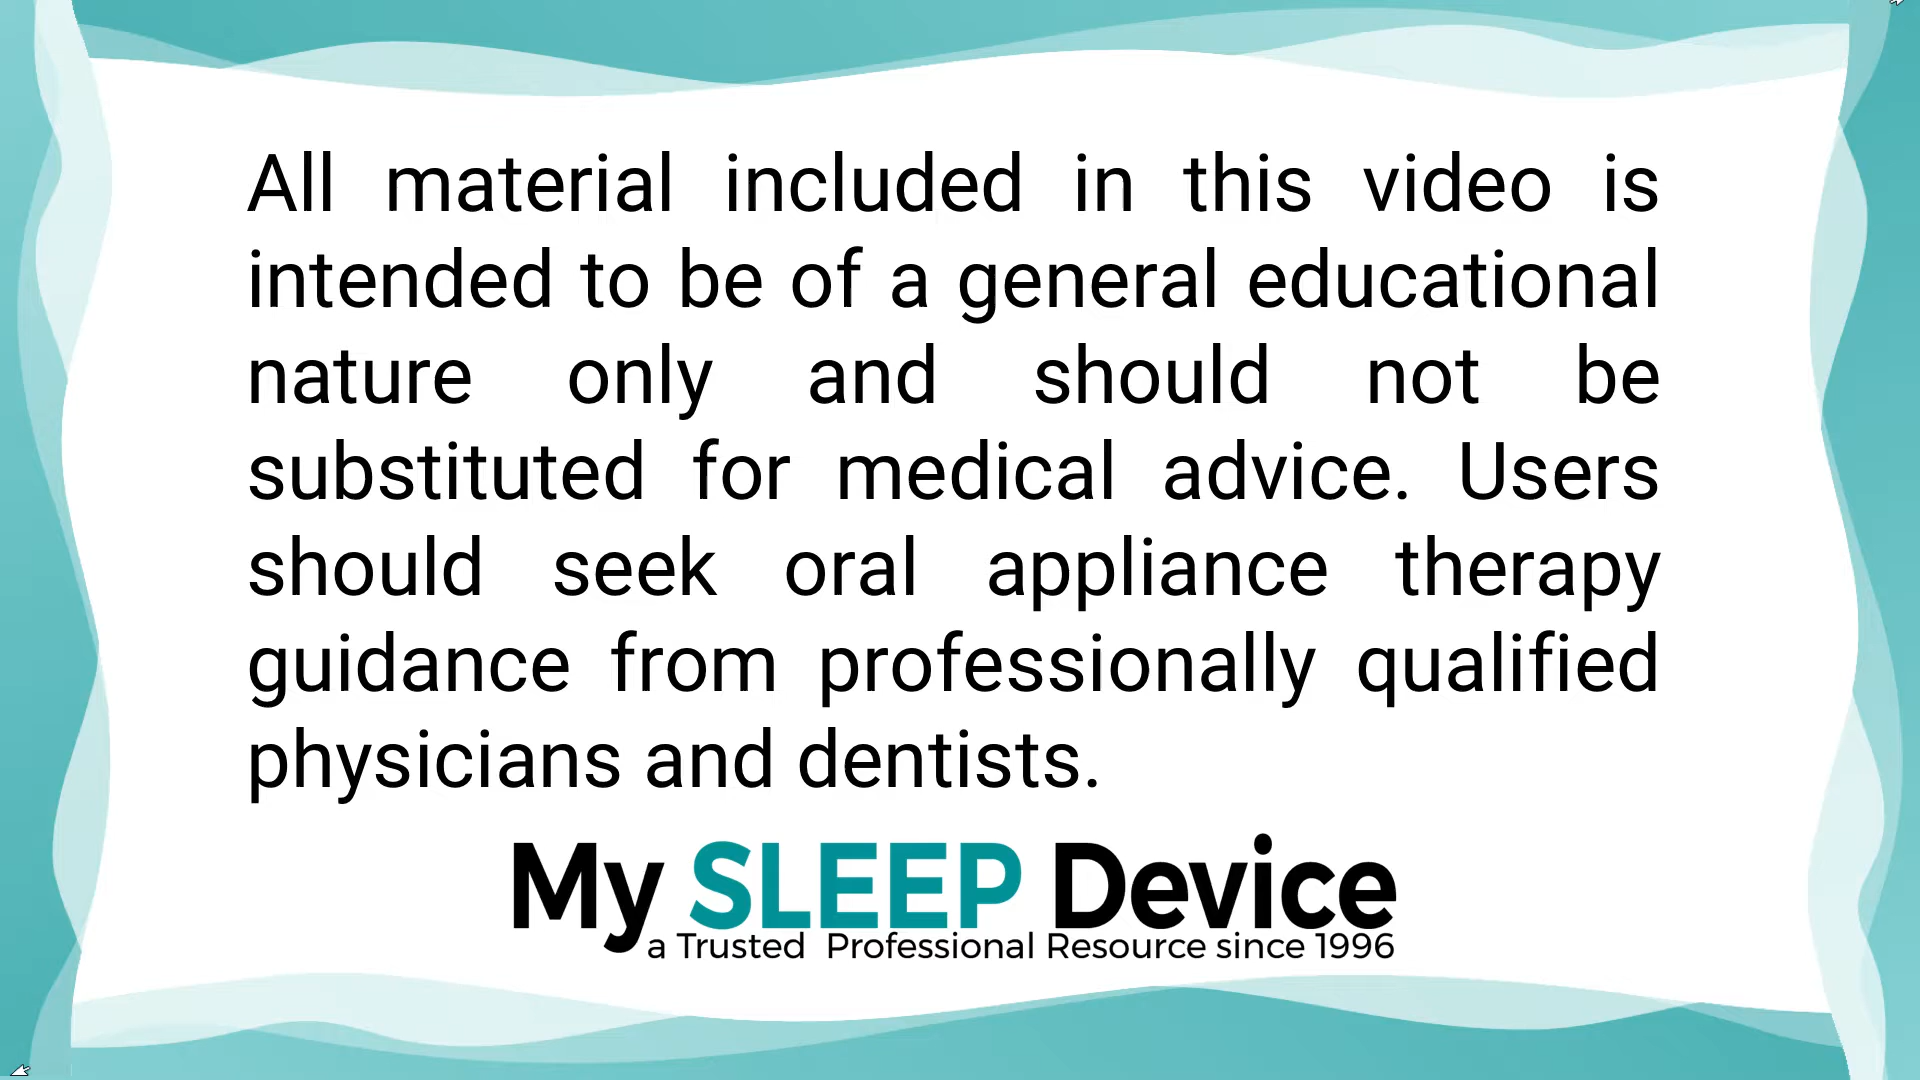 All material included in this video is
intended to be of a general educational
nature only and should not be
substituted for medical advice. Users
should seek oral appliance therapy
guidance from professionally qualified
physicians and dentists.
My SLEEP Device
a Trusted Professional Resource since 1996